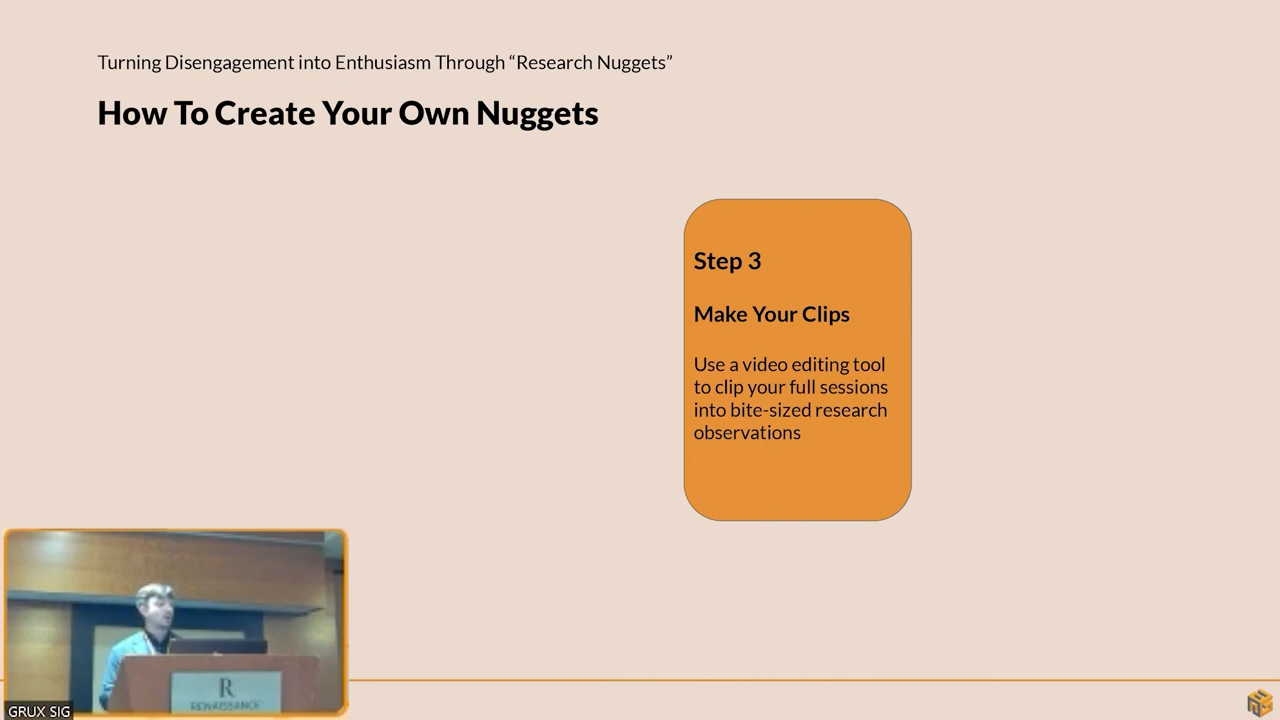 Turning Disengagement into Enthusiasm Through “Research Nuggets”
How To Create Your Own Nuggets
Step 3
Make Your Clips
Use a video editing tool
to clip your full sessions
into bite-sized research
observations
R
RENAISSANCE
GRUX SIG